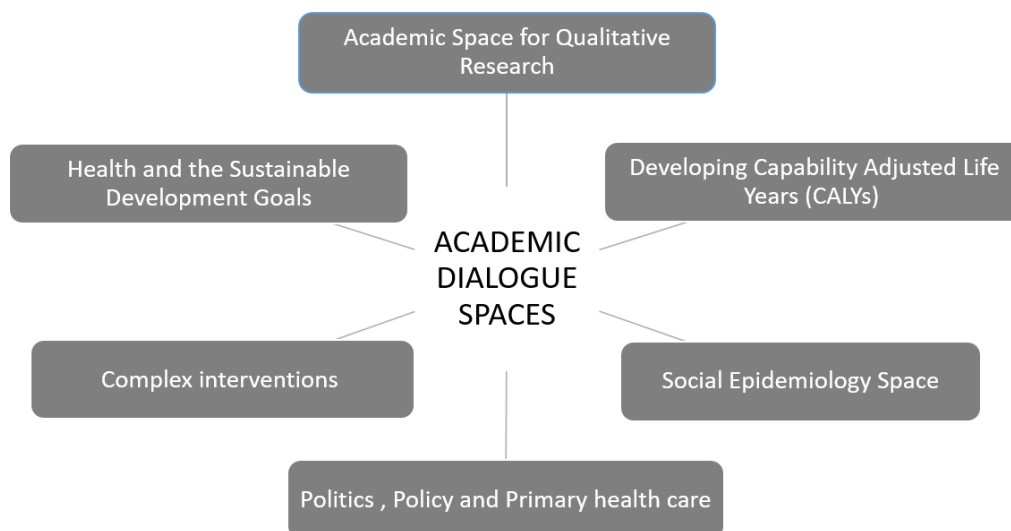 Academic Space for Qualitative
Research
Health and the Sustainable
Development Goals
Developing Capability Adjusted Life
Years (CALYs)
ACADEMIC
DIALOGUE
SPACES
Complex interventions
Social Epidemiology Space
Politics , Policy and Primary health care